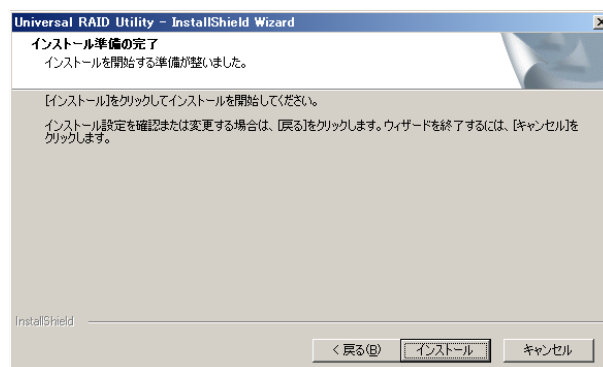 Universal RAID Utility - InstallShield Wizard
インストール準備の完了
インストールを開始する準備が整いました。
[インストール]をクリックしてインストールを開始してください。
インストール設定を確認または変更する場合は、[戻る]をクリックします。ウィザードを終了するには、[キャンセル]を
クリックします。
InstallShield
< 戻る(B)
インストール
キャンセル